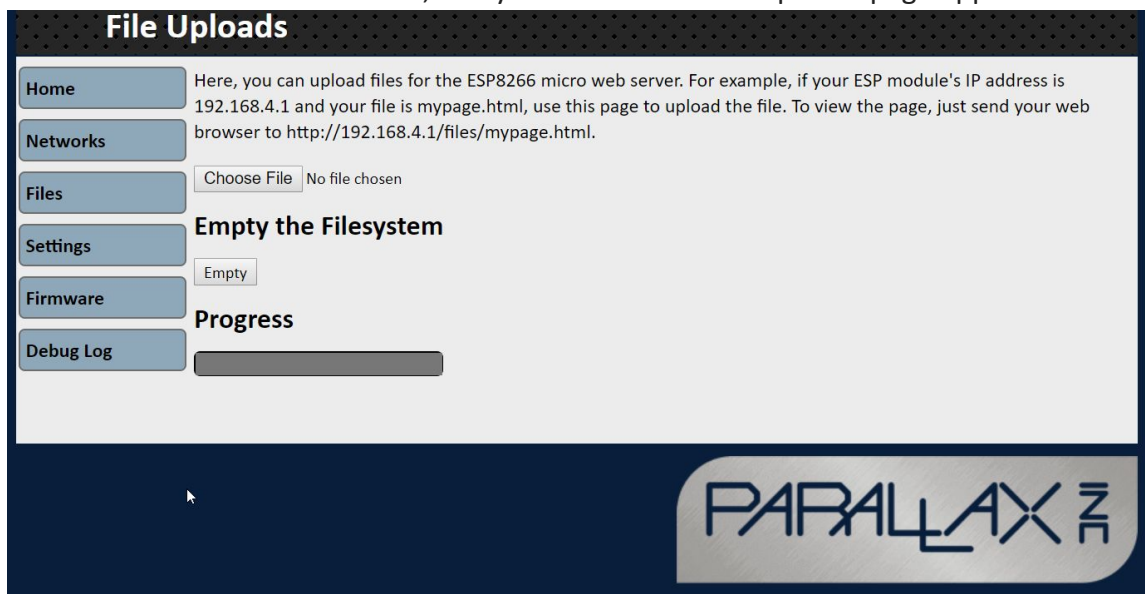 File Uploads
Home
Networks
Files
Settings
Firmware
Debug Log
Here, you can upload files for the ESP8266 micro web server. For example, if your ESP module's IP address is
192.168.4.1 and your file is mypage.html, use this page to upload the file. To view the page, just send your web
browser to http://192.168.4.1/files/mypage.html.
Choose File No file chosen
Empty the Filesystem
Empty
Progress
PARALLAX INC